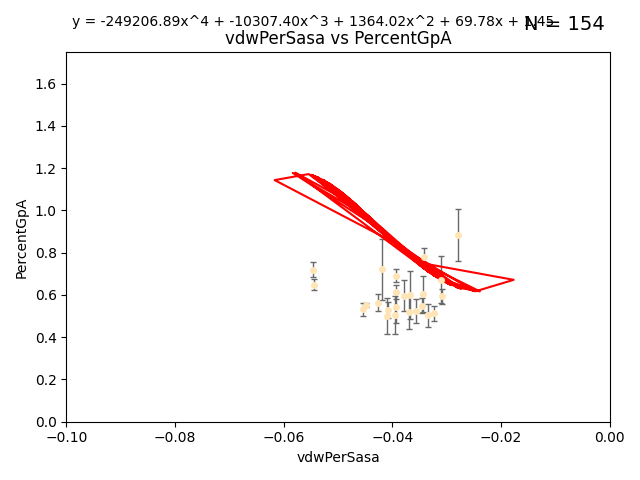 y = -249206.89x^4 + -10307.40x^3 + 1364.02x^2 + 69.78x + 1.45
N = 154
vdwPerSasa vs PercentGpA
PercentGpA
1.6
1.4
1.2
1.0
0.8
0.6
0.4
0.2
0.0
−0.10 −0.08 −0.06 −0.04 −0.02 0.00
vdwPerSasa